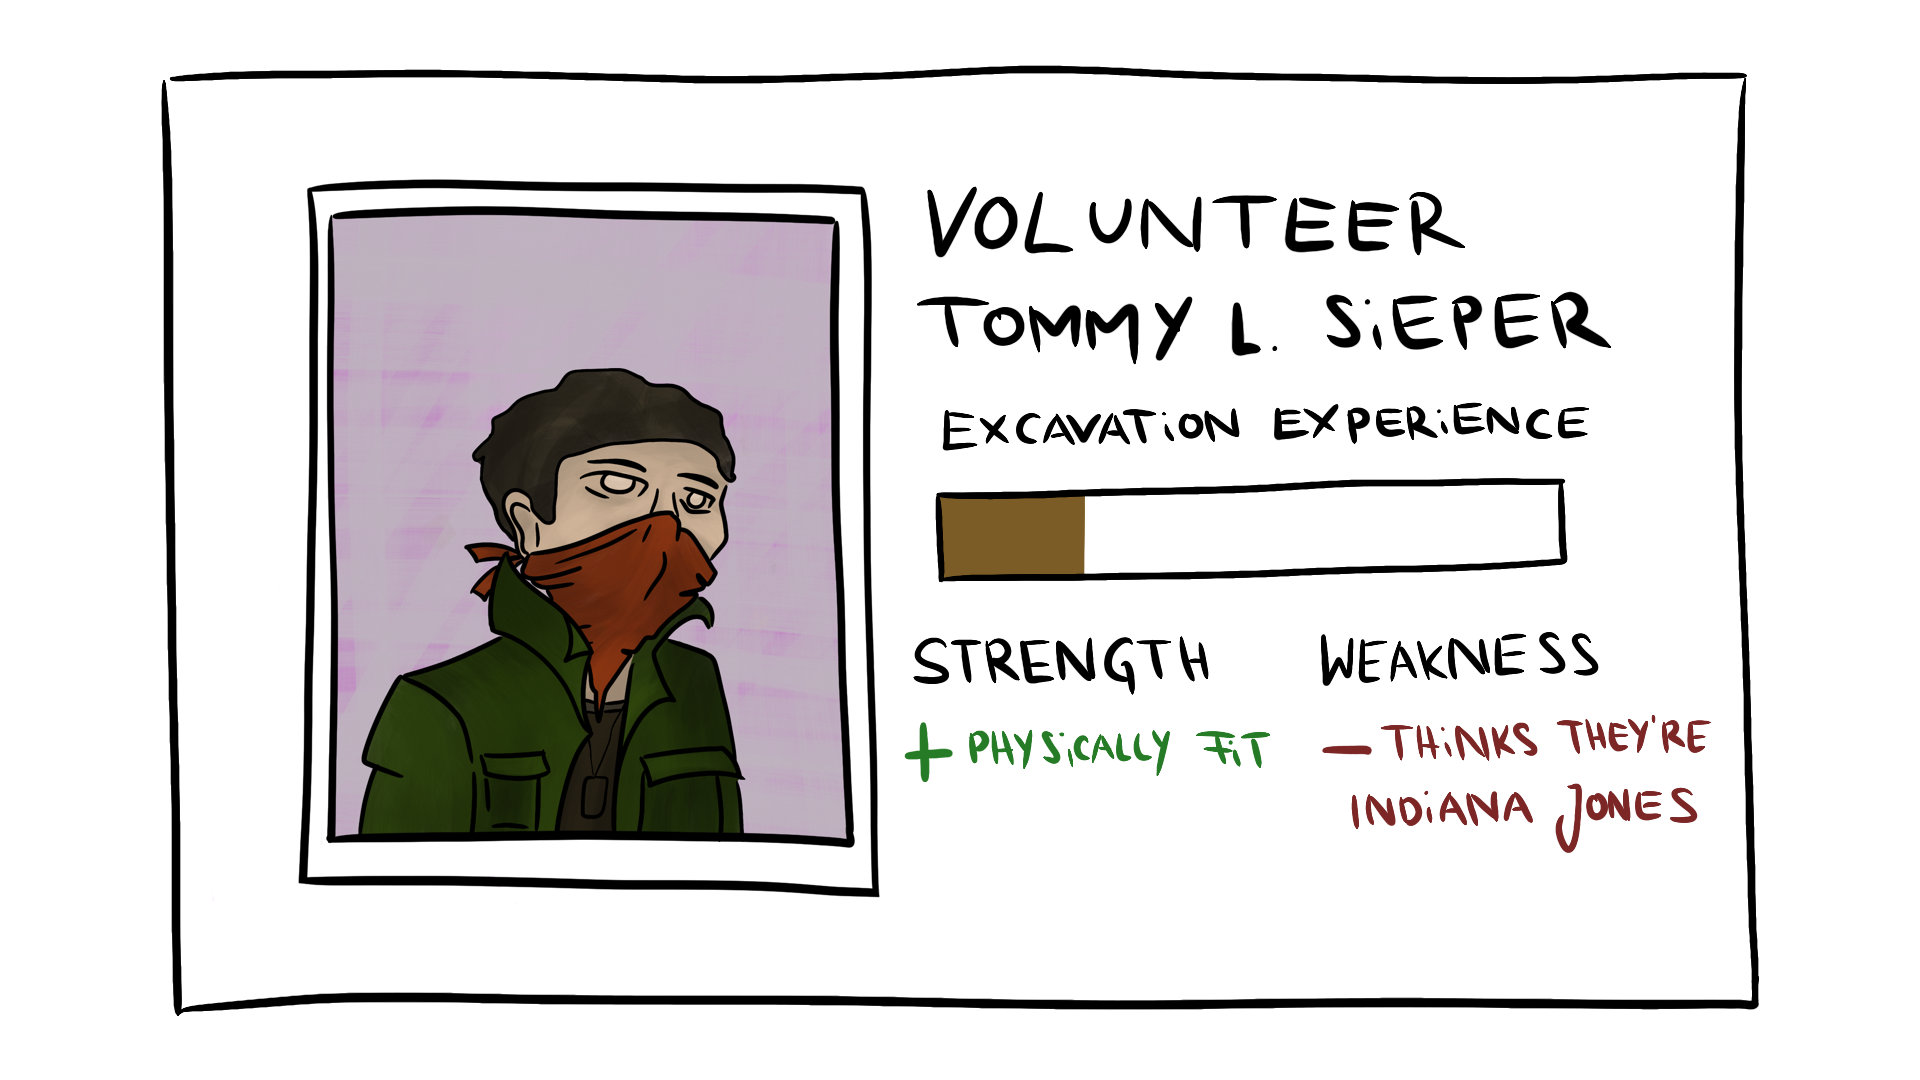 VOLUNTEER
TOMMY L. SiEPER
EXCAVATiON EXPERiENCE
STRENGTH WEAKNESS
+ PHYSiCALLY FiT - THiNKS THEY'RE
INDiANA JONES